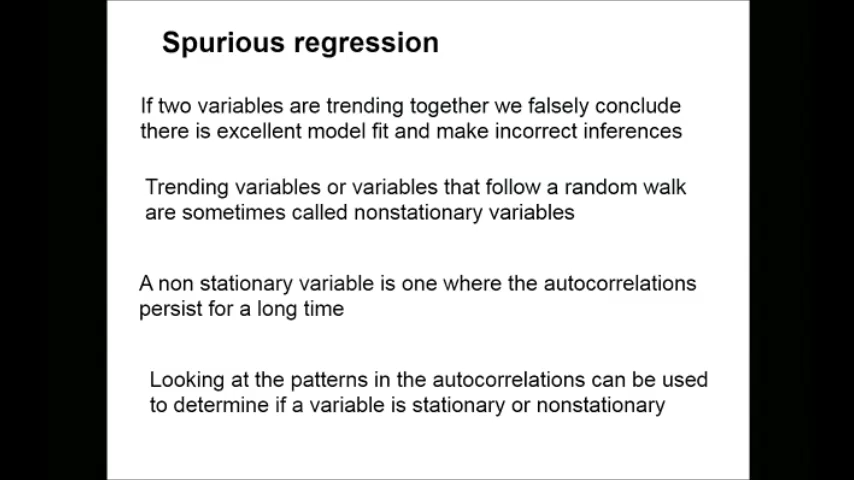 Spurious regression
If two variables are trending together we falsely conclude
there is excellent model fit and make incorrect inferences
Trending variables or variables that follow a random walk
are sometimes called nonstationary variables
A non stationary variable is one where the autocorrelations
persist for a long time
Looking at the patterns in the autocorrelations can be used
to determine if a variable is stationary or nonstationary